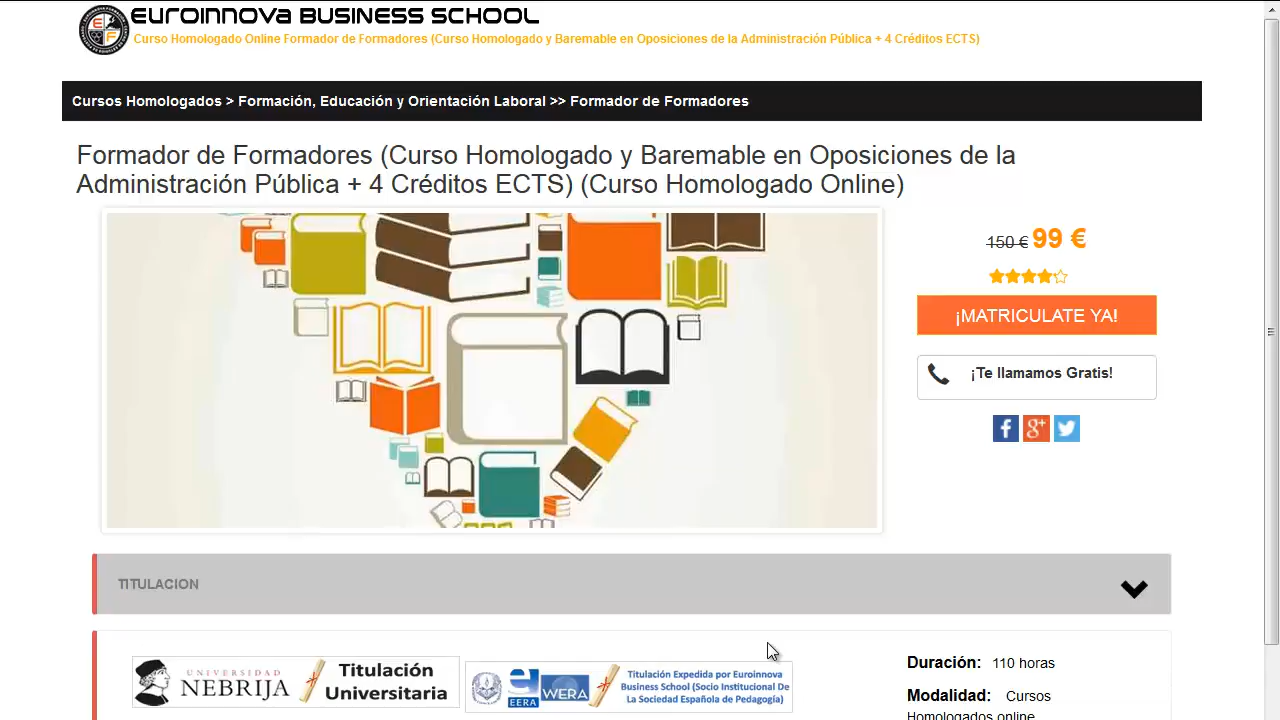 EUROINNOVA BUSINESS SCHOOL
Curso Homologado Online Formador de Formadores (Curso Homologado y Baremable en Oposiciones de la Administración Pública + 4 Créditos ECTS)
Cursos Homologados > Formación, Educación y Orientación Laboral >> Formador de Formadores
Formador de Formadores (Curso Homologado y Baremable en Oposiciones de la
Administración Pública + 4 Créditos ECTS) (Curso Homologado Online)
150 € 99 €
¡MATRICULATE YA!
¡Te llamamos Gratis!
TITULACION
UNIVERSIDAD
NEBRIJA
Titulación
Universitaria
EERA
WERA
Titulación Expedida por Euroinnova
Business School (Socio Institucional De
La Sociedad Española de Pedagogía)
Duración: 110 horas
Modalidad: Cursos
Homologados online